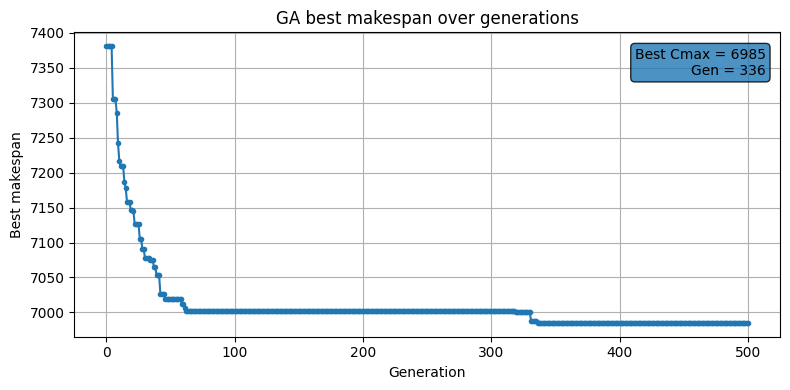 GA best makespan over generations
Best Cmax = 6985
Gen = 336
Best makespan
7400
7350
7300
7250
7200
7150
7100
7050
7000
0 100 200 300 400 500
Generation